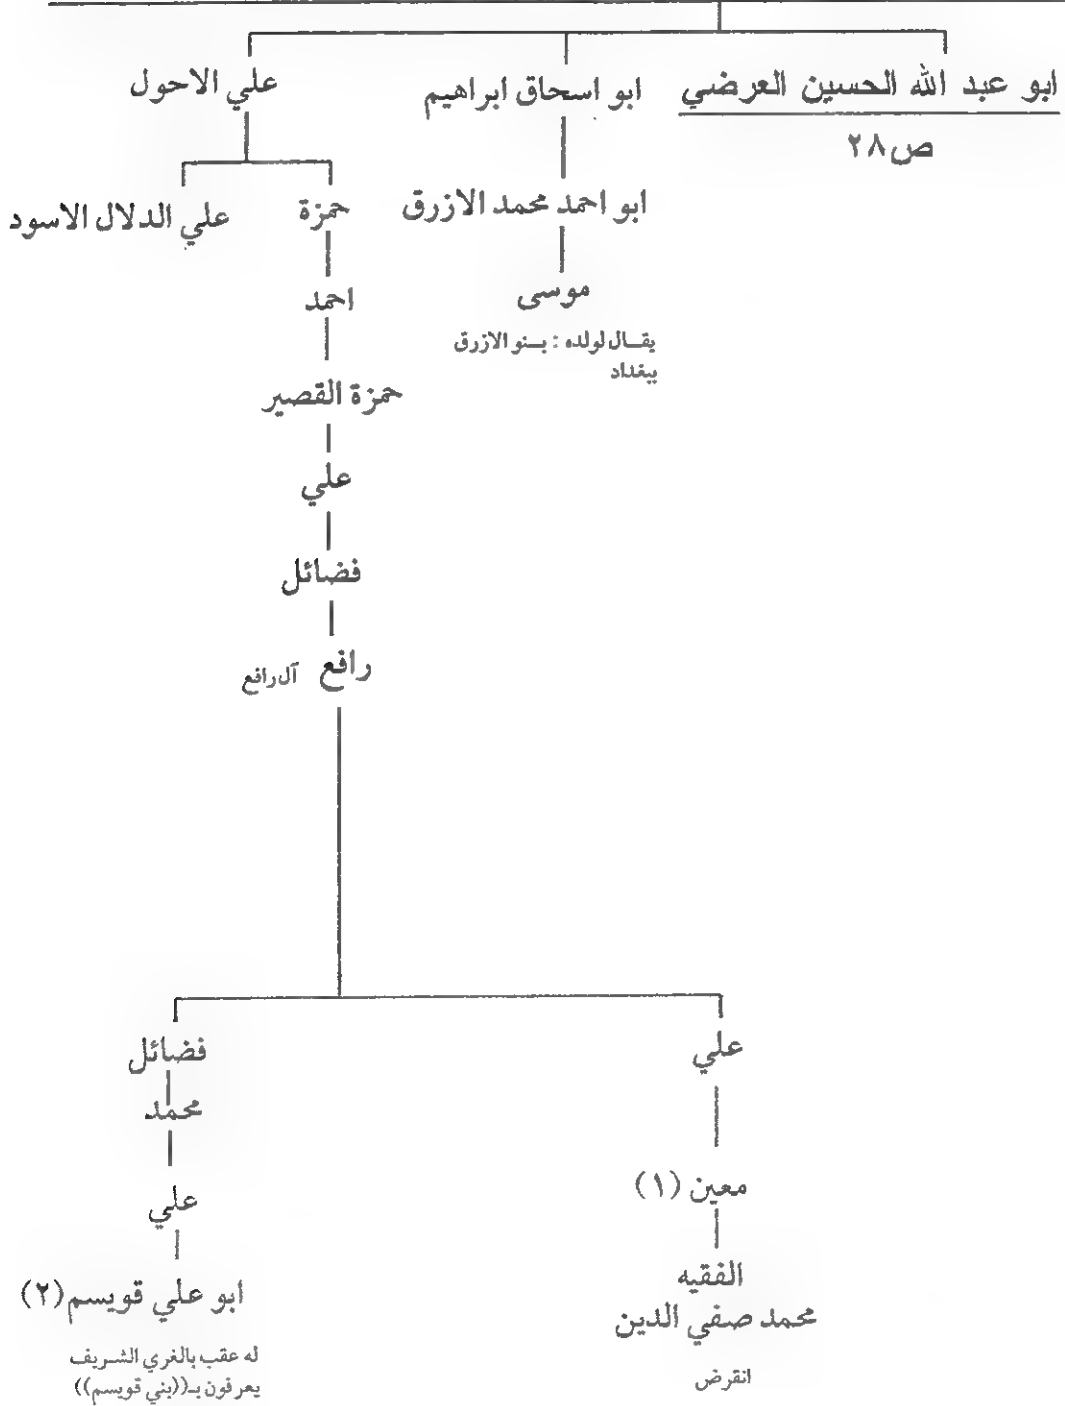 ابو عبد الله الحسين العرضي
ص٢٨
ابو اسحاق ابراهيم
علي الاحول
ابو احمد محمد الازرق
حمزة
علي الدلال الاسود
موسى
يقال لولده : بنو الازرق
ببغداد
احمد
حمزة القصير
علي
فضائل
رافع آل رافع
علي
معين (١)
الفقيه
محمد صفي الدين
انقرض
فضائل
محمد
علي
ابو علي قويسم (٢)
له عقب بالغري الشريف
يعرفون بـ((بني قويسم))